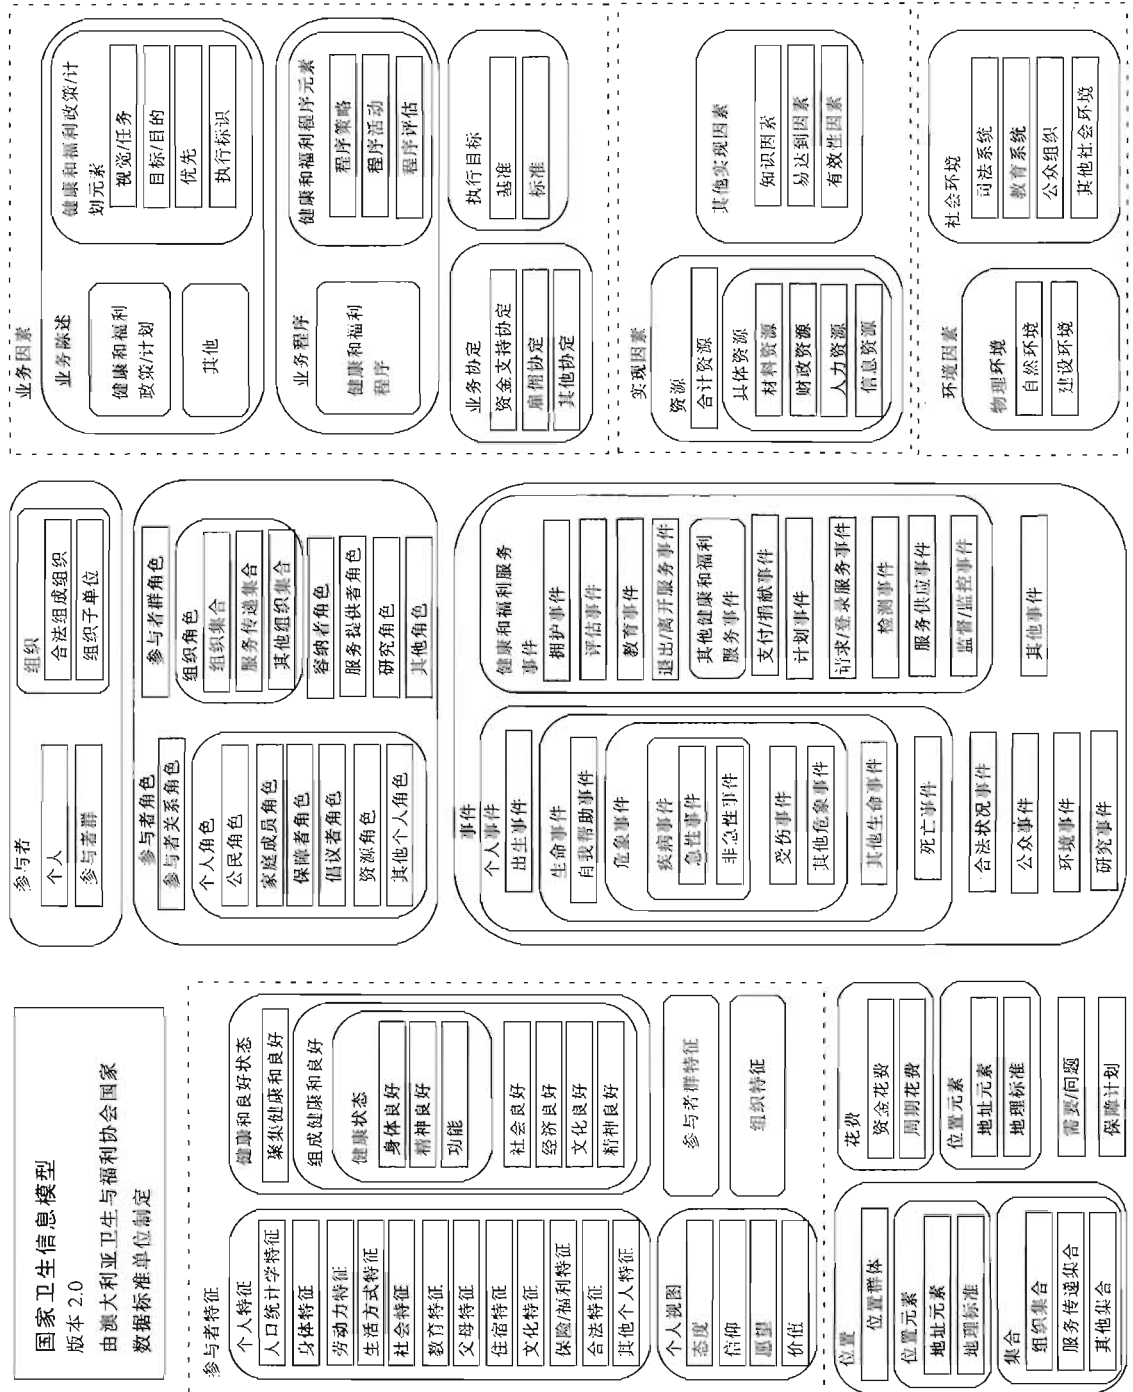 国家卫生信息模型
版本 2.0
由澳大利亚卫生与福利协会国家
数据标准单位制定
参与者特征
个人特征
人口统计学特征
身体特征
劳动力特征
生活方式特征
社会特征
教育特征
父母特征
住宿特征
文化特征
保险/福利特征
合法特征
其他个人特征
健康和良好状态
聚集健康和良好
组成健康和良好
健康状态
身体良好
精神良好
功能
社会良好
经济良好
文化良好
精神良好
个人视图
态度
信仰
愿望
价值
参与者群特征
组织特征
位置
位置群体
位置元素
地址元素
地理标准
集合
组织集合
服务传递集合
其他集合
花费
资金花费
周期花费
位置元素
地址元素
地理标准
需要/问题
保障计划
参与者
个人
参与者群
组织
合法组成组织
组织子单位
参与者角色
参与者关系角色
个人角色
公民角色
家庭成员角色
保障者角色
倡议者角色
资源角色
其他个人角色
参与者群角色
组织角色
组织集合
服务传递集合
其他组织集合
容纳者角色
服务提供者角色
研究角色
其他角色
事件
个人事件
出生事件
生命事件
自我帮助事件
危象事件
疾病事件
急性事件
非急性事件
受伤事件
其他危象事件
其他生命事件
死亡事件
合法状况事件
公众事件
环境事件
研究事件
健康和福利服务
事件
拥护事件
评估事件
教育事件
退出/离开服务事件
其他健康和福利
服务事件
支付/捐献事件
计划事件
请求/登录服务事件
检测事件
服务供应事件
监督/监控事件
其他事件
业务因素
业务陈述
健康和福利
政策/计划
其他
健康和福利政策/计
划元素
视觉/任务
目标/目的
优先
执行标识
业务程序
健康和福利
程序
健康和福利程序元素
程序策略
程序活动
程序评估
业务协定
资金支持协定
雇佣协定
其他协定
执行目标
基准
标准
实现因素
资源
合计资源
具体资源
材料资源
财政资源
人力资源
信息资源
其他实现因素
知识因素
易达到因素
有效性因素
环境因素
物理环境
自然环境
建设环境
社会环境
司法系统
教育系统
公众组织
其他社会环境